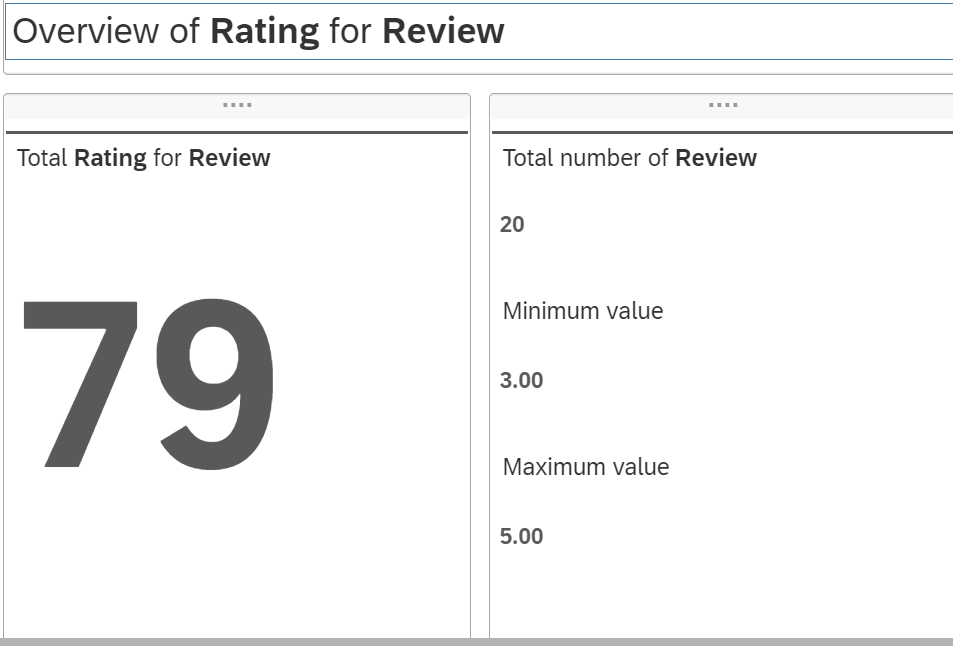 Overview of Rating for Review
Total Rating for Review
79
Total number of Review
20
Minimum value
3.00
Maximum value
5.00